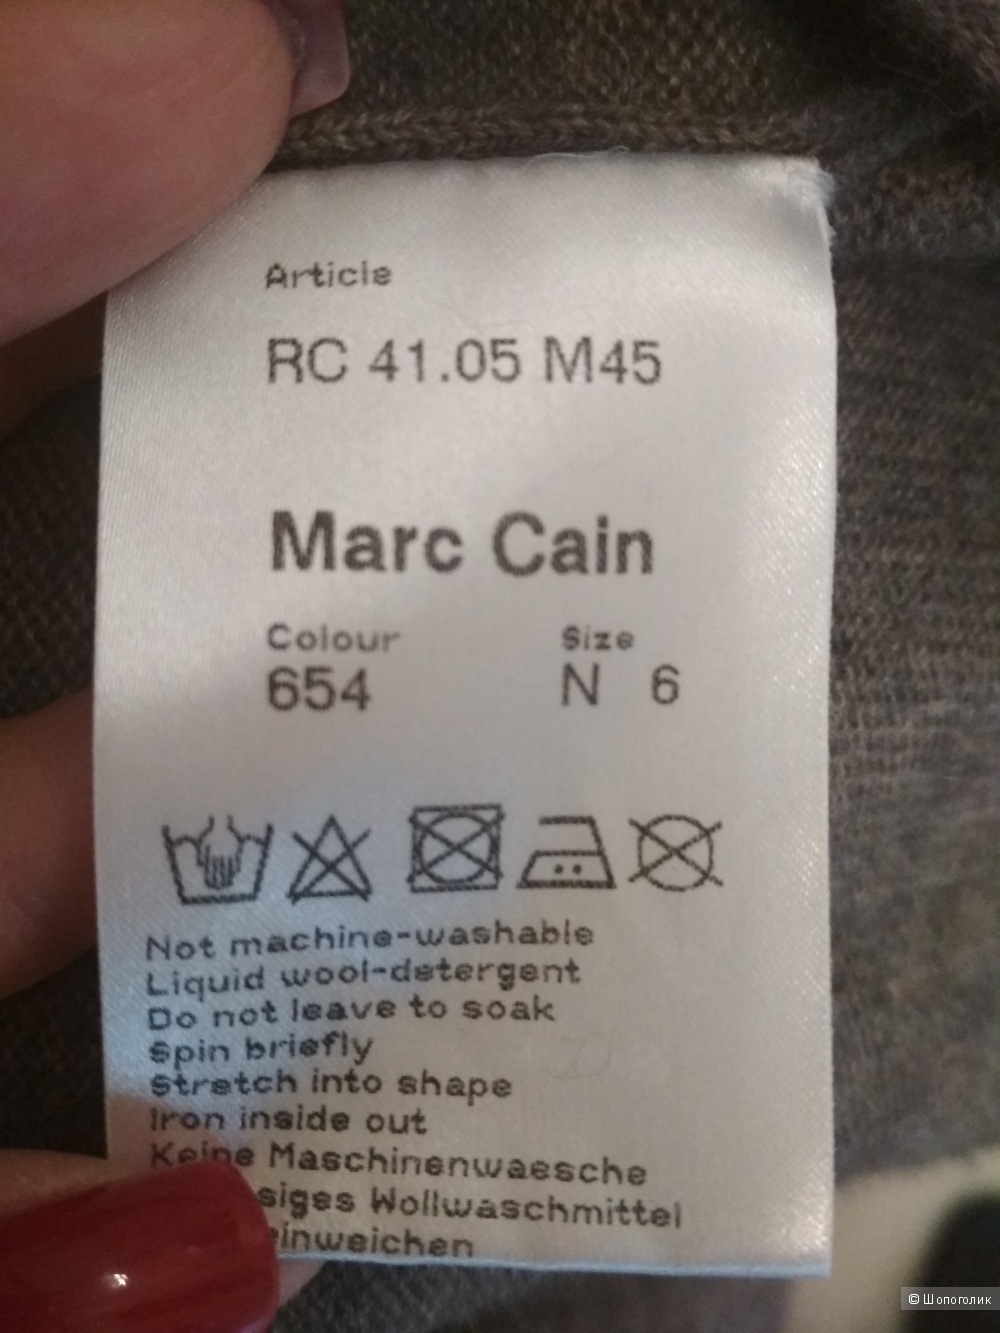 Article
RC 41.05 M45
Marc Cain
Colour Size
654 N 6
Not machine-washable
Liquid wool-detergent
Do not leave to soak
Spin briefly
Stretch into shape
Iron inside out
Keine Maschinenwaesche
siges Wollwaschmittel
einweichen
© Шопоголик